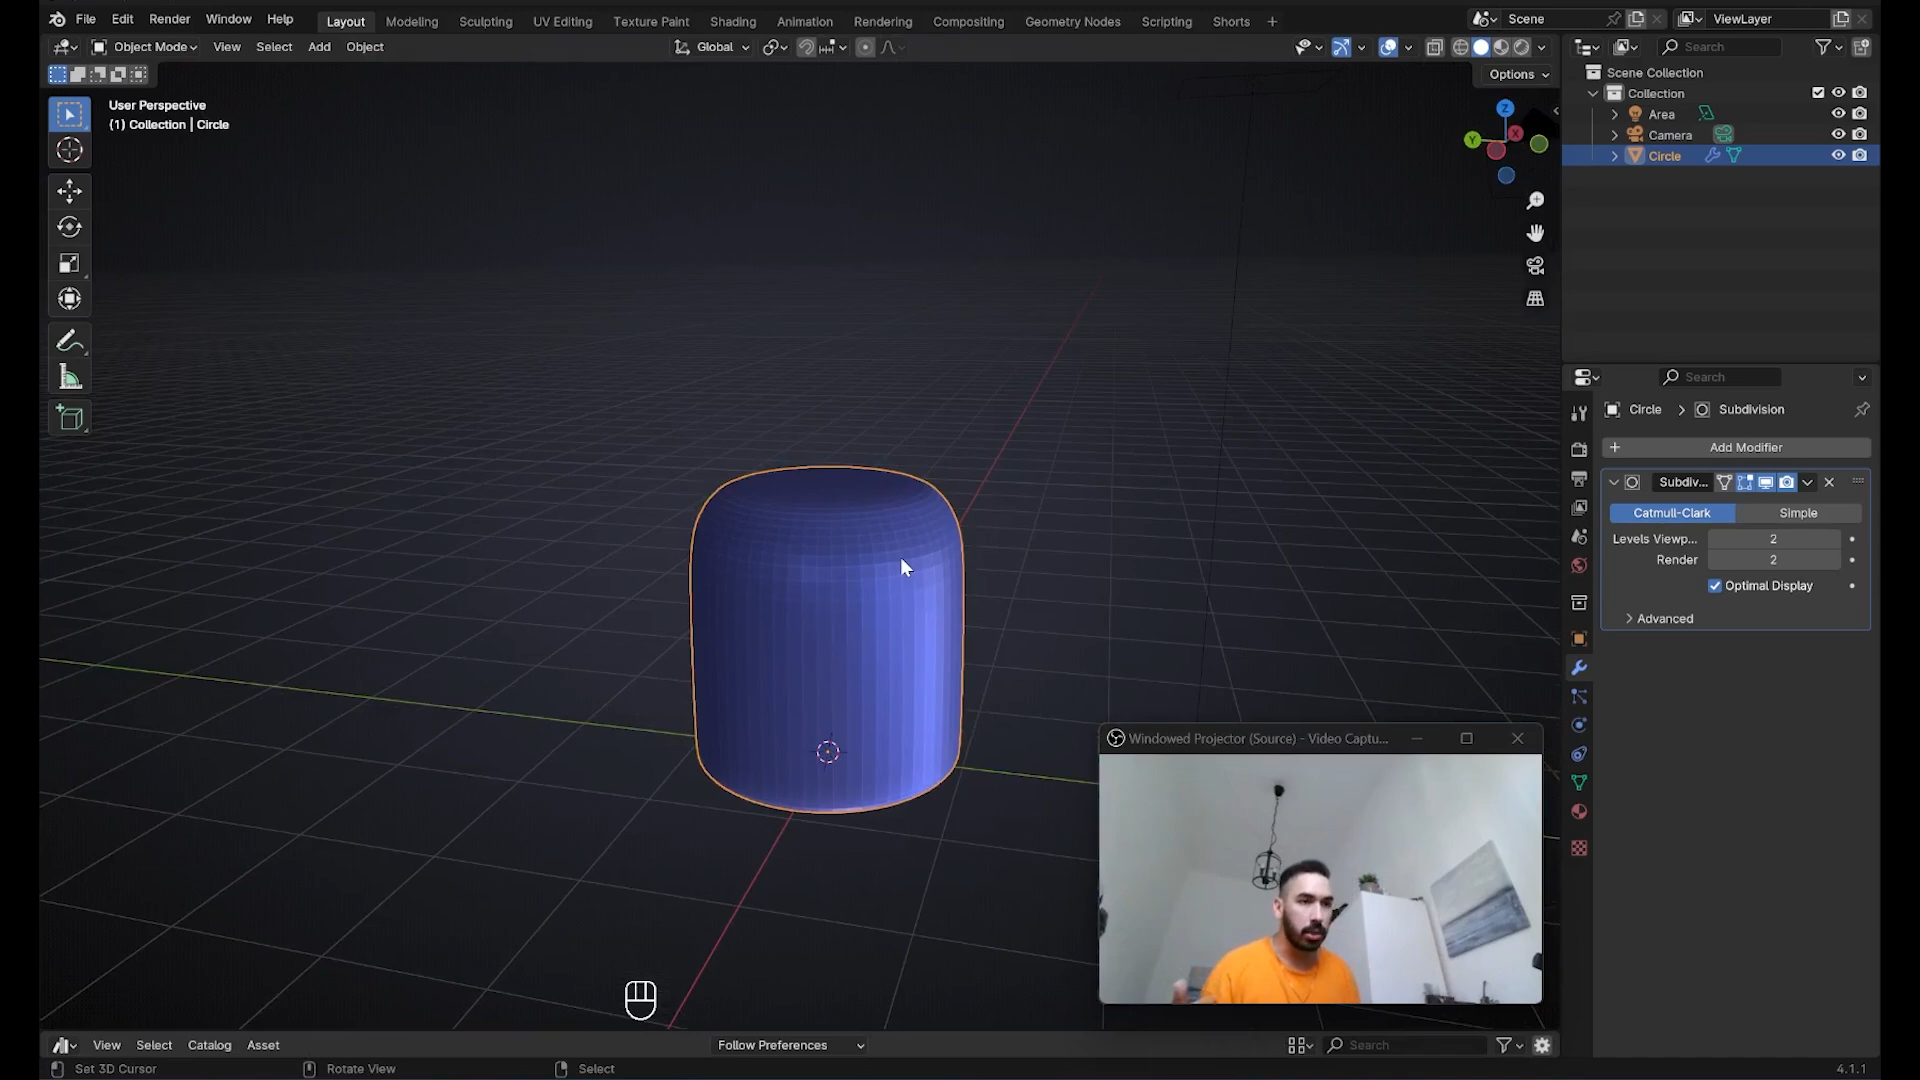 File Edit Render Window Help
Layout Modeling Sculpting UV Editing Texture Paint Shading Animation Rendering Compositing Geometry Nodes Scripting Shorts +
Scene
ViewLayer
Object Mode View Select Add Object
Global
Search
Options
User Perspective
(1) Collection | Circle
Z
Y
X
Scene Collection
Collection
Area
Camera
Circle
Search
Circle > Subdivision
+ Add Modifier
Subdiv...
Catmull-Clark Simple
Levels Viewp... 2
Render 2
Optimal Display
Advanced
Windowed Projector (Source) - Video Captu...
View Select Catalog Asset
Follow Preferences
Search
Set 3D Cursor
Rotate View
Select
4.1.1